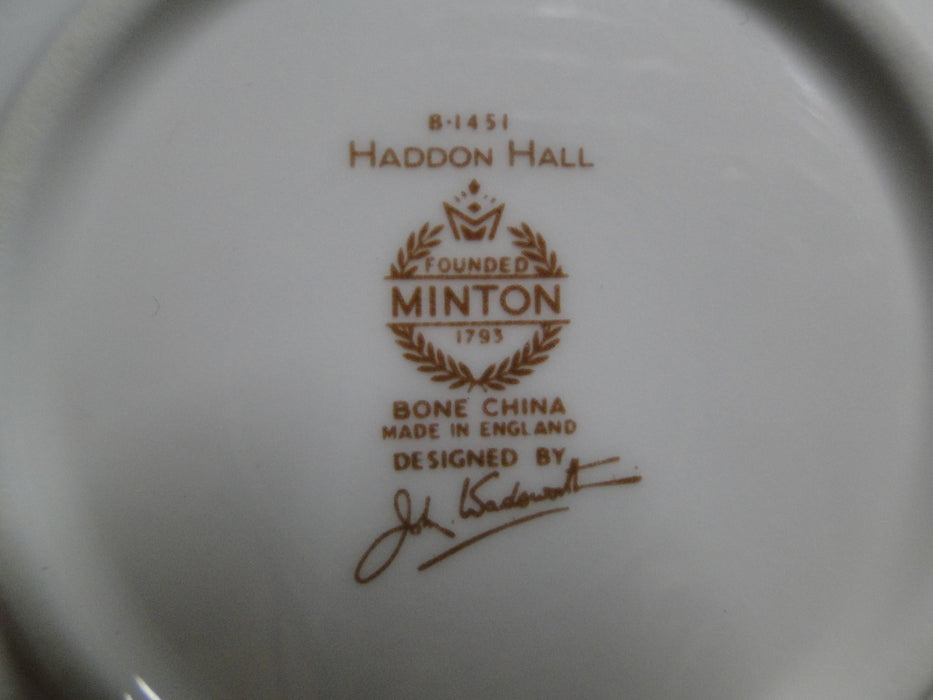 B·1451
HADDON HALL
FOUNDED
MINTON
1793
BONE CHINA
MADE IN ENGLAND
DESIGNED BY
John Wadsworth